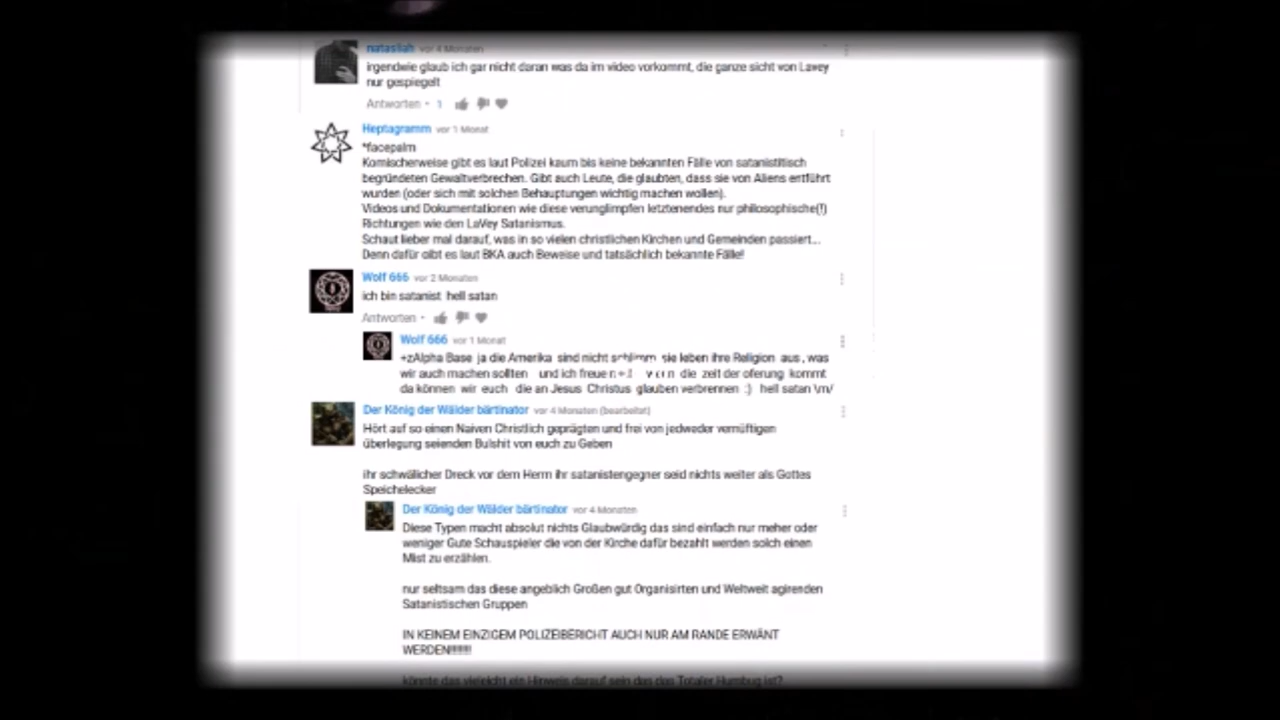 natasliah vor 4 Monaten
irgendwie glaub ich gar nicht daran was da im video vorkommt, die ganze sicht von Lavey
nur gespiegelt
Antworten • 1
Heptagramm vor 1 Monat
*facepalm
Komischerweise gibt es laut Polizei kaum bis keine bekannten Fälle von satanistitisch
begründeten Gewaltverbrechen. Gibt auch Leute, die glaubten, dass sie von Aliens entführt
wurden (oder sich mit solchen Behauptungen wichtig machen wollen).
Videos und Dokumentationen wie diese verunglimpfen letztenendes nur philosophische(!)
Richtungen wie den LaVey Satanismus.
Schaut lieber mal darauf, was in so vielen christlichen Kirchen und Gemeinden passiert...
Denn dafür gibt es laut BKA auch Beweise und tatsächlich bekannte Fälle!
Wolf 666 vor 2 Monaten
ich bin satanist hell satan
Antworten •
Wolf 666 vor 1 Monat
+zAlpha Base ja die Amerika sind nicht schlimm sie leben ihre Religion aus , was
wir auch machen sollten und ich freue die zeit der oferung kommt
da können wir euch die an Jesus Christus glauben verbrennen :) hell satan \m/
Der König der Wälder bärtinator vor 4 Monaten (bearbeitet)
Hört auf so einen Naiven Christlich geprägten und frei von jedweder vernüftigen
überlegung seienden Bulshit von euch zu Geben
ihr schwälicher Dreck vor dem Herrn ihr satanistengegner seid nichts weiter als Gottes
Speichelecker
Der König der Wälder bärtinator vor 4 Monaten
Diese Typen macht absolut nichts Glaubwürdig das sind einfach nur meher oder
weniger Gute Schauspieler die von der Kirche dafür bezahlt werden solch einen
Mist zu erzählen.
nur seltsam das diese angeblich Großen gut Organisirten und Weltweit agirenden
Satanistischen Gruppen
IN KEINEM EINZIGEM POLIZEIBERICHT AUCH NUR AM RANDE ERWÄNT
WERDEN!!!!!!!
könnte das vieleicht ein Hinweis darauf sein das das Totaler Humbug ist?